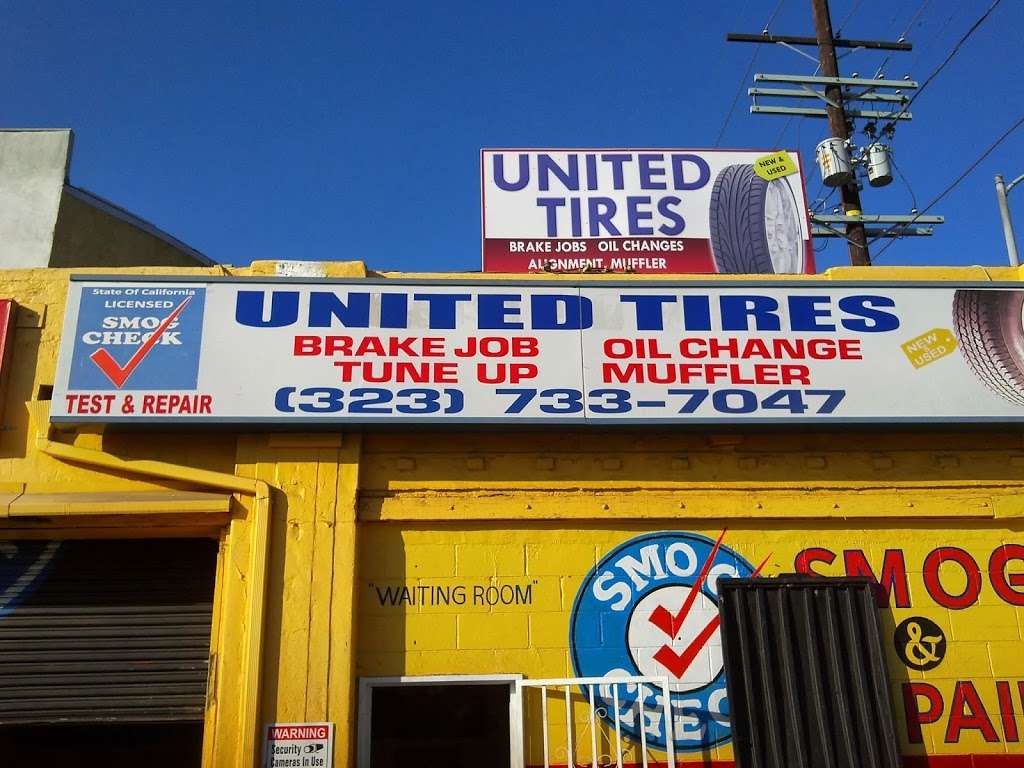 UNITED
TIRES
NEW &
USED
BRAKE JOBS OIL CHANGES
ALIGNMENT, MUFFLER
State Of California
LICENSED
SMOG
CHECK
TEST & REPAIR
UNITED TIRES
BRAKE JOB OIL CHANGE
TUNE UP MUFFLER
(323) 733-7047
NEW &
USED
"WAITING ROOM"
SMOG
CHEC
SMOG
&
PAI
WARNING
Security
Cameras In Use